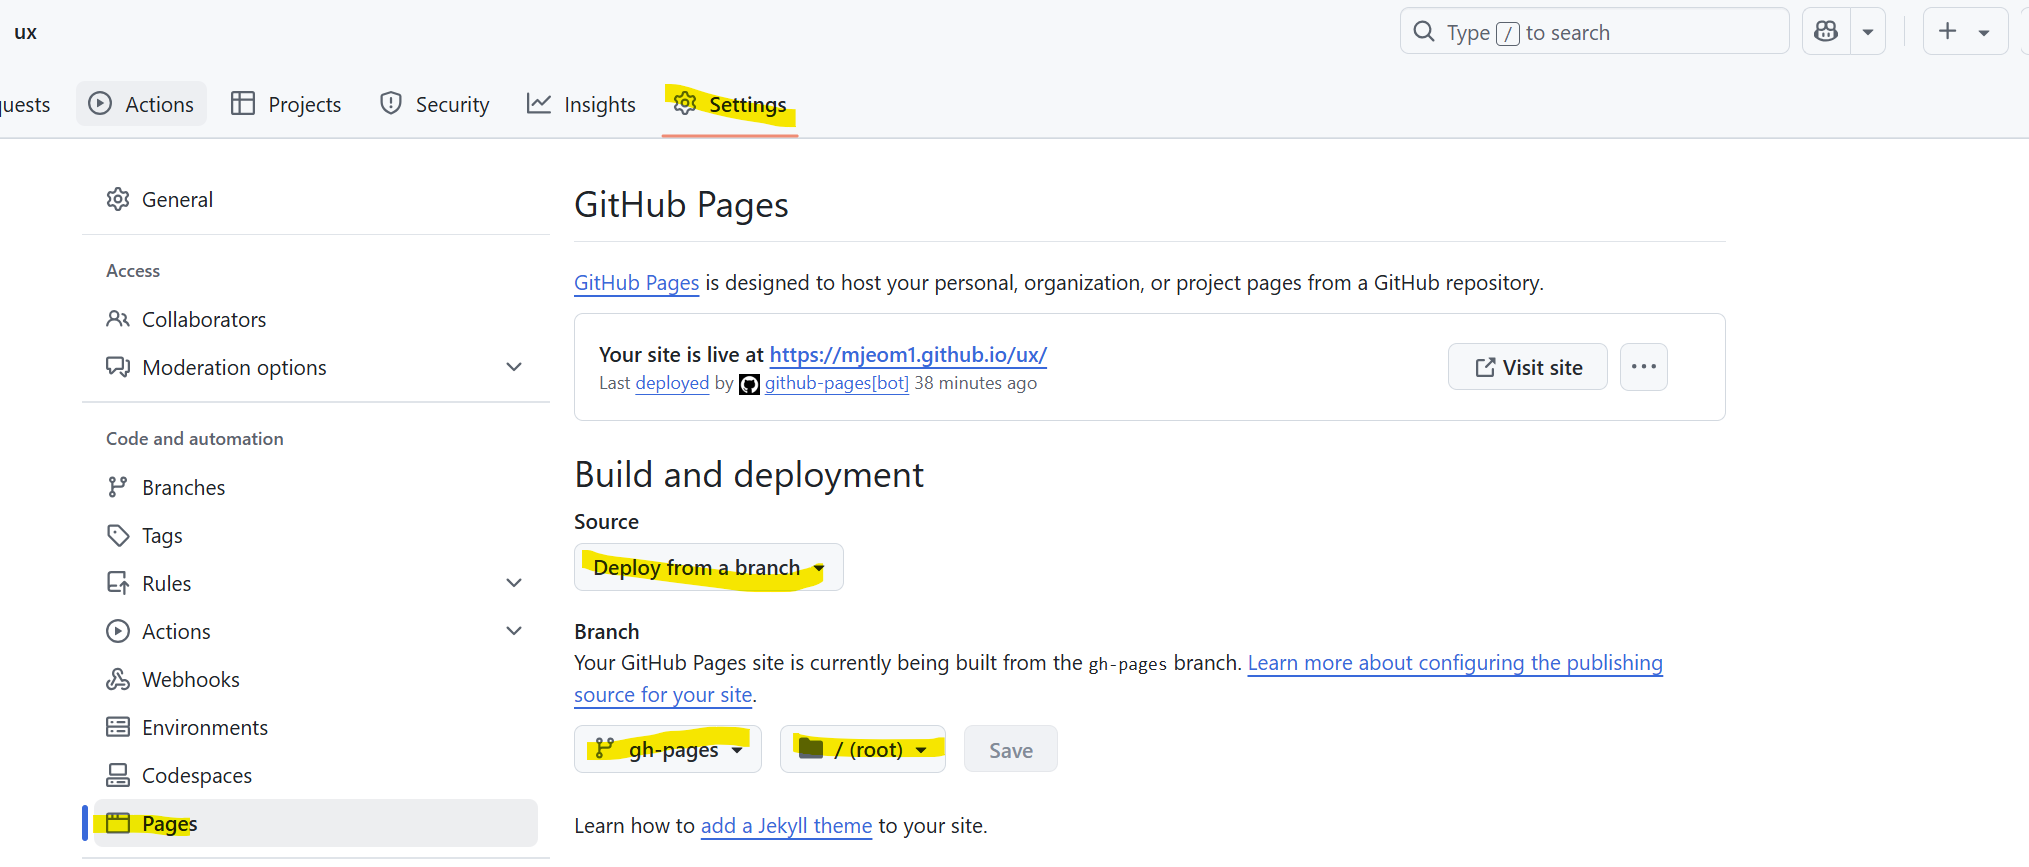 ux
Type / to search
quests
Actions
Projects
Security
Insights
Settings
General
Access
Collaborators
Moderation options
Code and automation
Branches
Tags
Rules
Actions
Webhooks
Environments
Codespaces
Pages
GitHub Pages
GitHub Pages is designed to host your personal, organization, or project pages from a GitHub repository.
Your site is live at https://mjeom1.github.io/ux/
Last deployed by github-pages[bot] 38 minutes ago
Visit site
Build and deployment
Source
Deploy from a branch
Branch
Your GitHub Pages site is currently being built from the gh-pages branch. Learn more about configuring the publishing
source for your site.
gh-pages
/ (root)
Save
Learn how to add a Jekyll theme to your site.